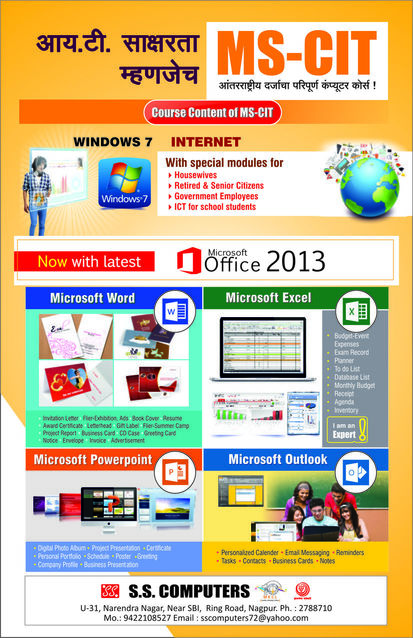 आय.टी. साक्षरता
म्हणजेच
MS-CIT
आंतरराष्ट्रीय दर्जाचा परिपूर्ण कंप्यूटर कोर्स !
Course Content of MS-CIT
WINDOWS 7 INTERNET
With special modules for
Housewives
Retired & Senior Citizens
Government Employees
ICT for school students
Windows 7
Now with latest
Microsoft
Office 2013
Microsoft Word
• Invitation Letter • Flier-Exhibition, Ads • Book Cover • Resume
• Award Certificate • Letterhead • Gift Label • Flier-Summer Camp
• Project Report • Business Card • CD Case • Greeting Card
• Notice • Envelope • Invoice • Advertisement
Microsoft Excel
• Budget-Event
Expenses
• Exam Record
• Planner
• To do List
• Database List
• Monthly Budget
• Receipt
• Agenda
• Inventory
I am an
Expert !
Microsoft Powerpoint
• Digital Photo Album • Project Presentation • Certificate
• Personal Portfolio • Schedule • Poster • Greeting
• Company Profile • Business Presentation
Microsoft Outlook
• Personalized Calender • Email Messaging • Reminders
• Tasks • Contacts • Business Cards • Notes
S.S. COMPUTERS
U-31, Narendra Nagar, Near SBI, Ring Road, Nagpur. Ph. : 2788710
Mo.: 9422108527 Email : sscomputers72@yahoo.com